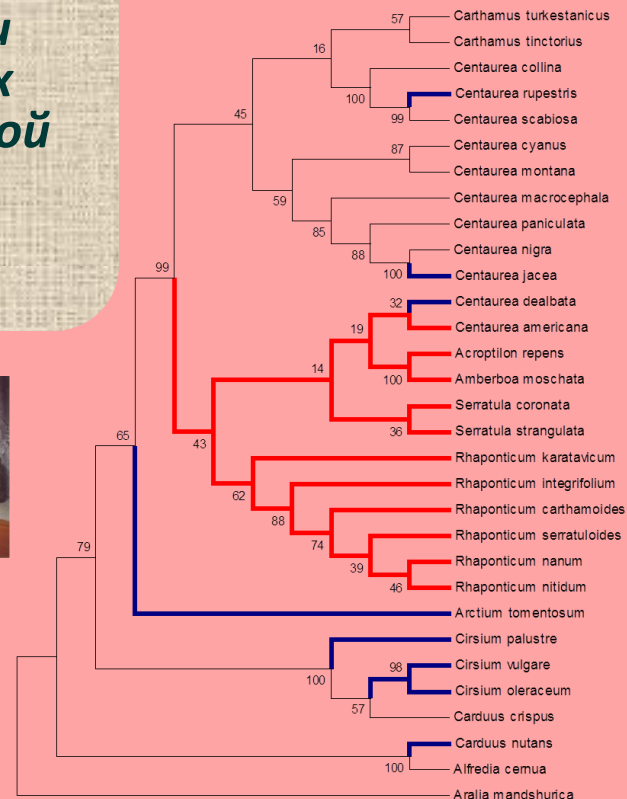 ой
57
Carthamus turkestanicus
16
Carthamus tinctorius
Centaurea collina
100
Centaurea rupestris
45
99
Centaurea scabiosa
87
Centaurea cyanus
Centaurea montana
59
Centaurea macrocephala
85
Centaurea paniculata
88
Centaurea nigra
99
100
Centaurea jacea
32
Centaurea dealbata
19
Centaurea americana
14
Acroptilon repens
100
Amberboa moschata
Serratula coronata
65
43
36
Serratula strangulata
Rhaponticum karatavicum
62
Rhaponticum integrifolium
88
Rhaponticum carthamoides
79
74
Rhaponticum serratuloides
39
Rhaponticum nanum
46
Rhaponticum nitidum
Arctium tomentosum
Cirsium palustre
100
98
Cirsium vulgare
Cirsium oleraceum
57
Carduus crispus
Carduus nutans
100
Alfredia cernua
Aralia mandshurica